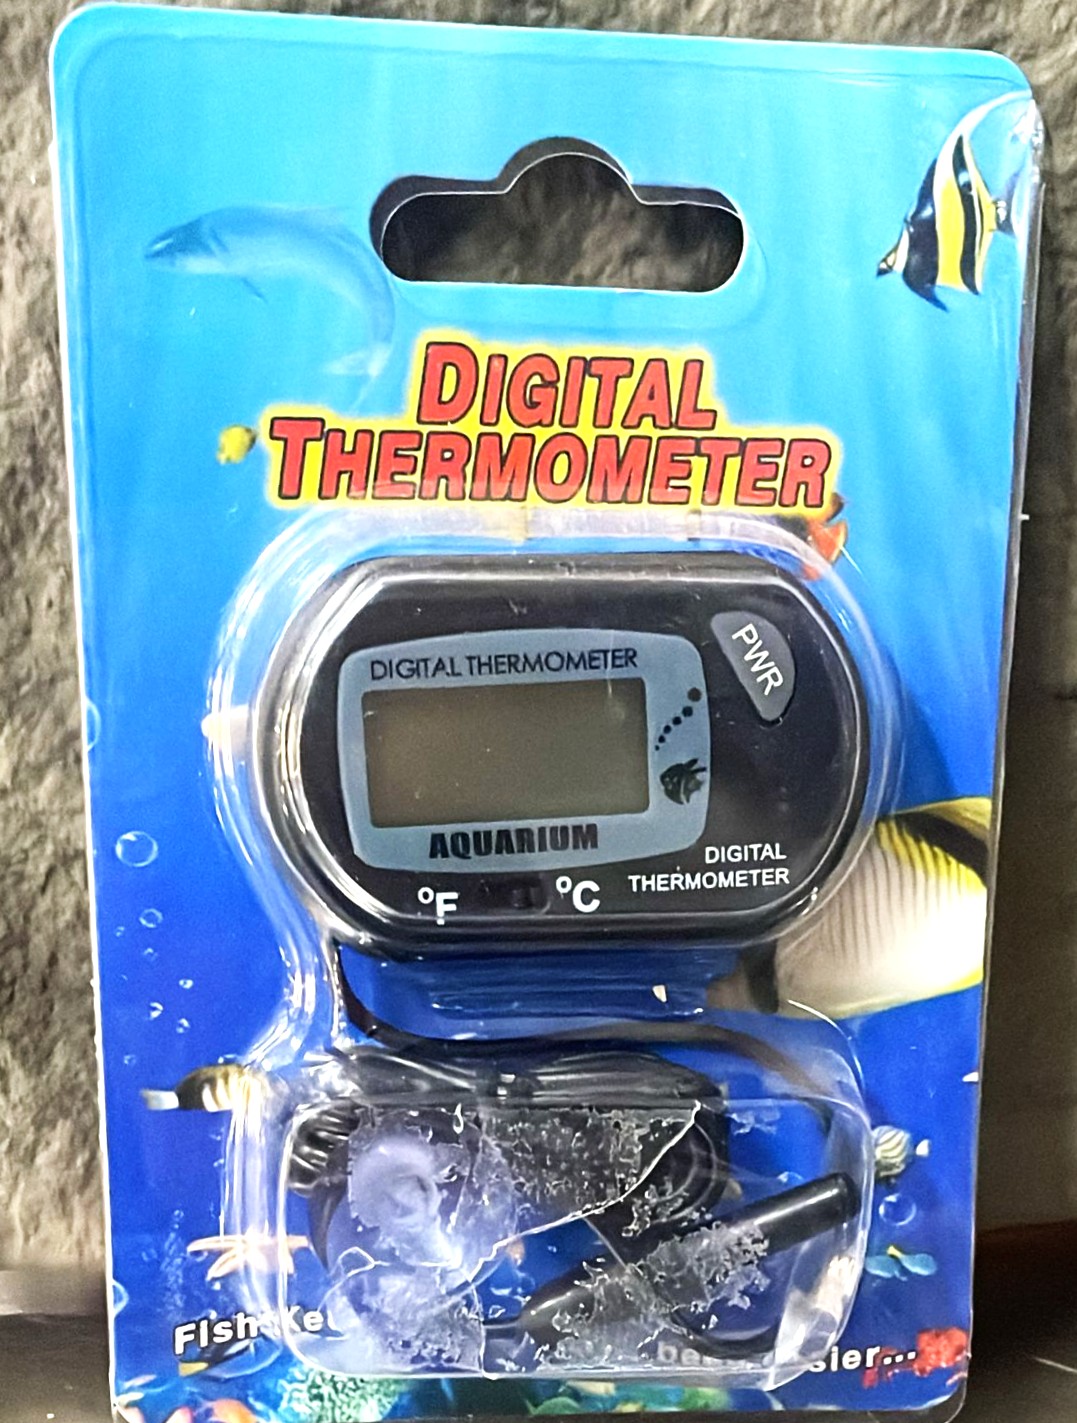 DIGITAL
THERMOMETER
PWR
DIGITAL THERMOMETER
AQUARIUM
DIGITAL
THERMOMETER
°F °C
Fish